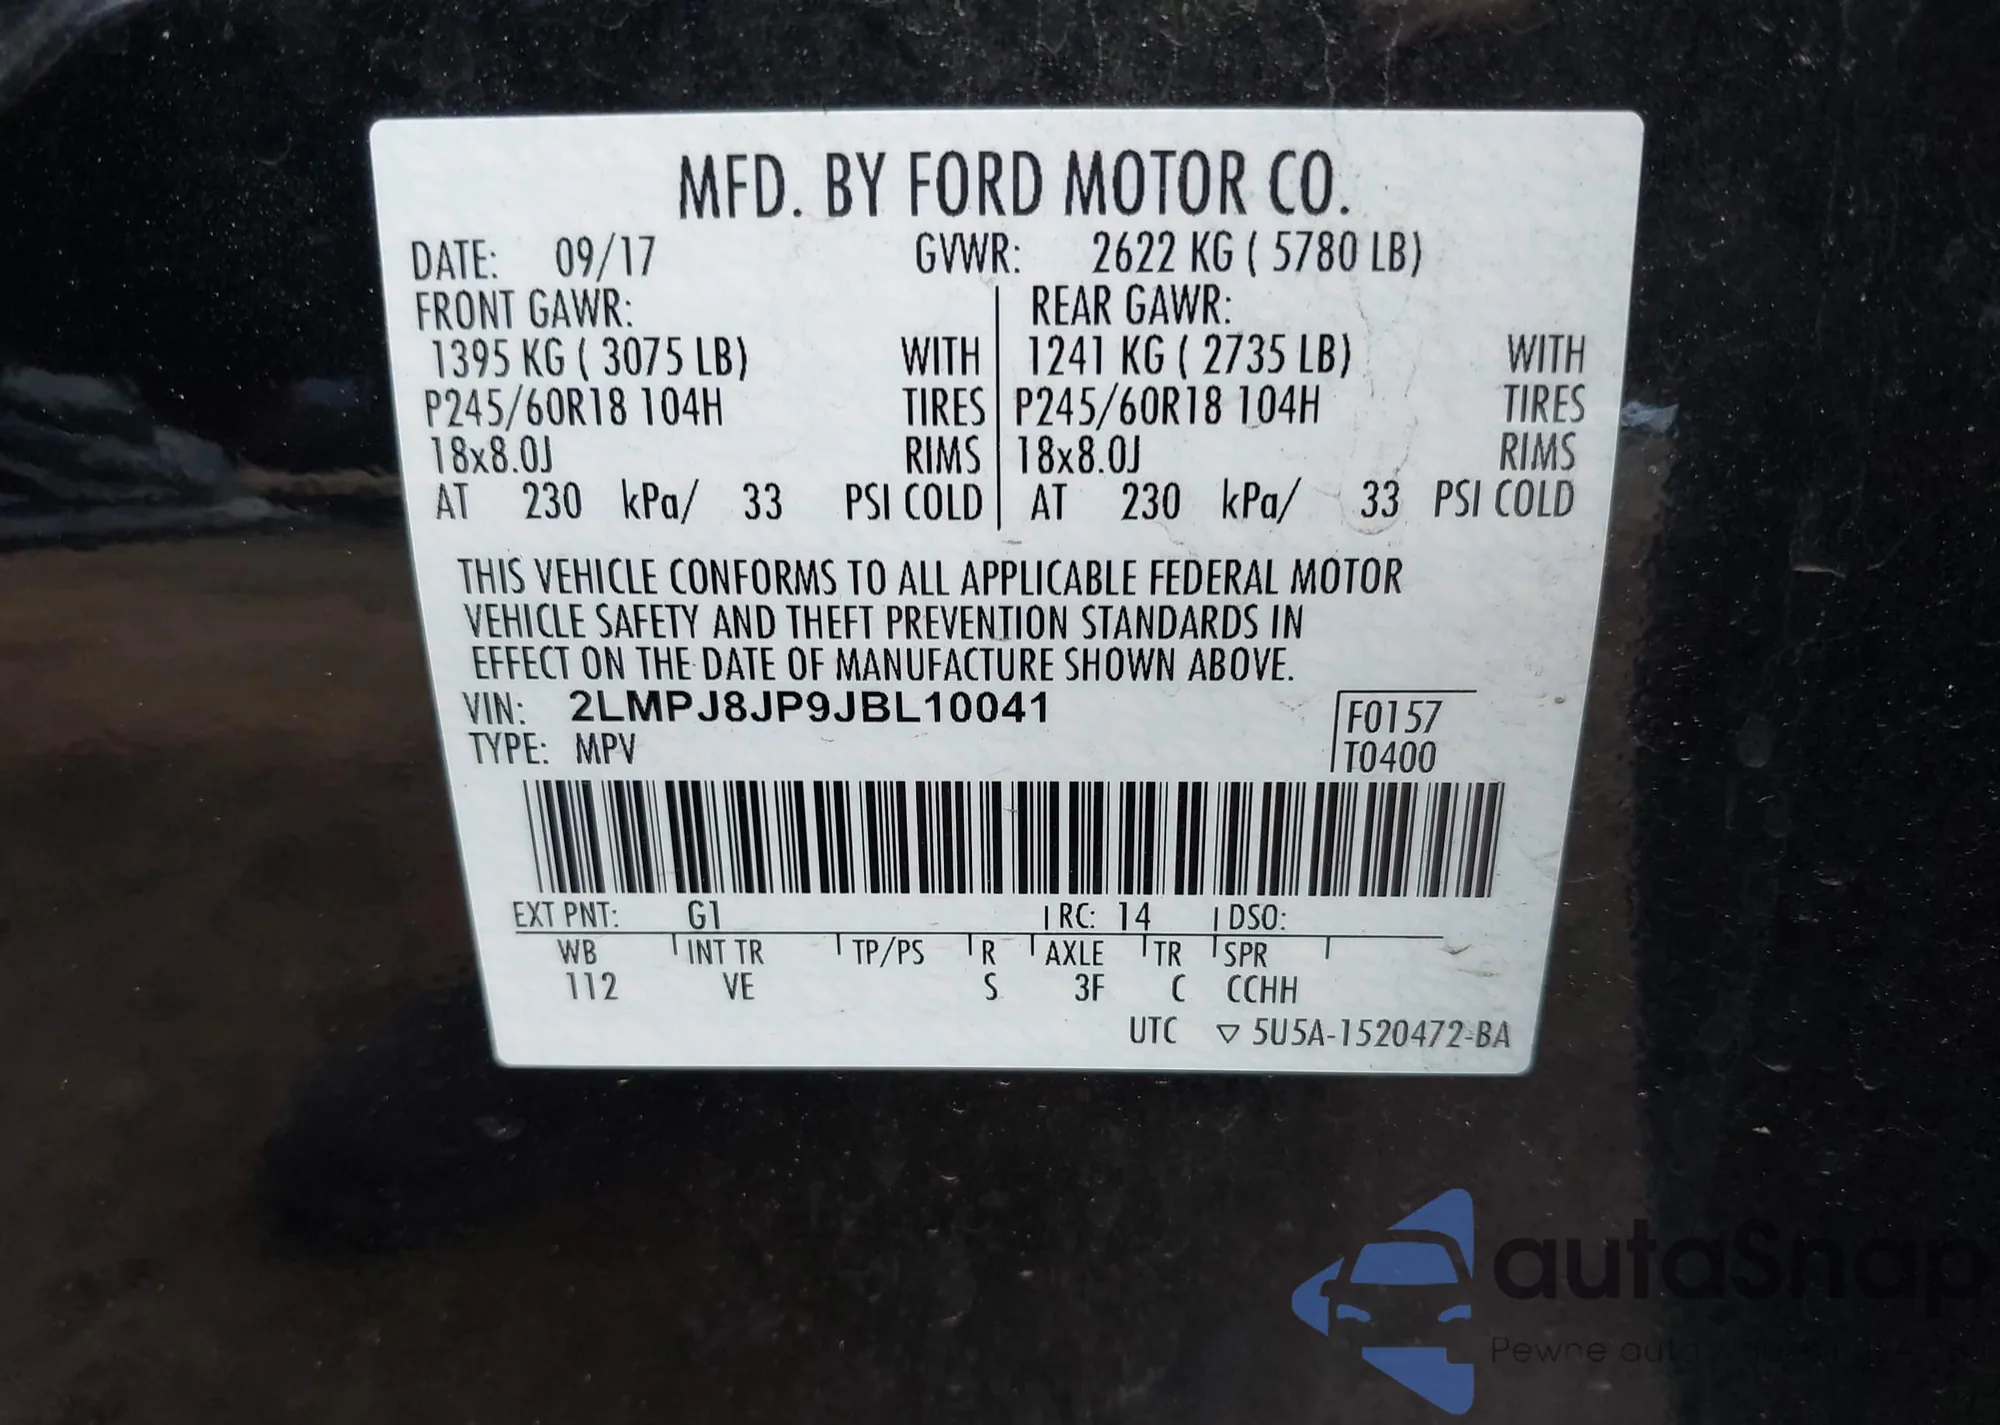 MFD. BY FORD MOTOR CO.
DATE: 09/17 GVWR: 2622 KG ( 5780 LB)
FRONT GAWR: REAR GAWR:
1395 KG ( 3075 LB) WITH 1241 KG ( 2735 LB) WITH
P245/60R18 104H TIRES P245/60R18 104H TIRES
18x8.0J RIMS 18x8.0J RIMS
AT 230 kPa/ 33 PSI COLD AT 230 kPa/ 33 PSI COLD
THIS VEHICLE CONFORMS TO ALL APPLICABLE FEDERAL MOTOR
VEHICLE SAFETY AND THEFT PREVENTION STANDARDS IN
EFFECT ON THE DATE OF MANUFACTURE SHOWN ABOVE.
VIN: 2LMPJ8JP9JBL10041 F0157
TYPE: MPV T0400
EXT PNT: G1 RC: 14 DSO:
WB INT TR TP/PS R AXLE TR SPR
112 VE S 3F C CCHH
UTC ▽ 5U5A-1520472-BA
autaSnap
Pewne auta z